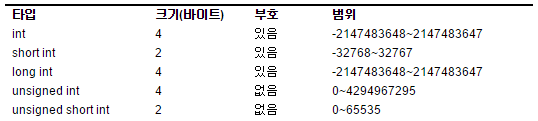 타입 크기(바이트) 부호 범위
int 4 있음 -2147483648~2147483647
short int 2 있음 -32768~32767
long int 4 있음 -2147483648~2147483647
unsigned int 4 없음 0~4294967295
unsigned short int 2 없음 0~65535